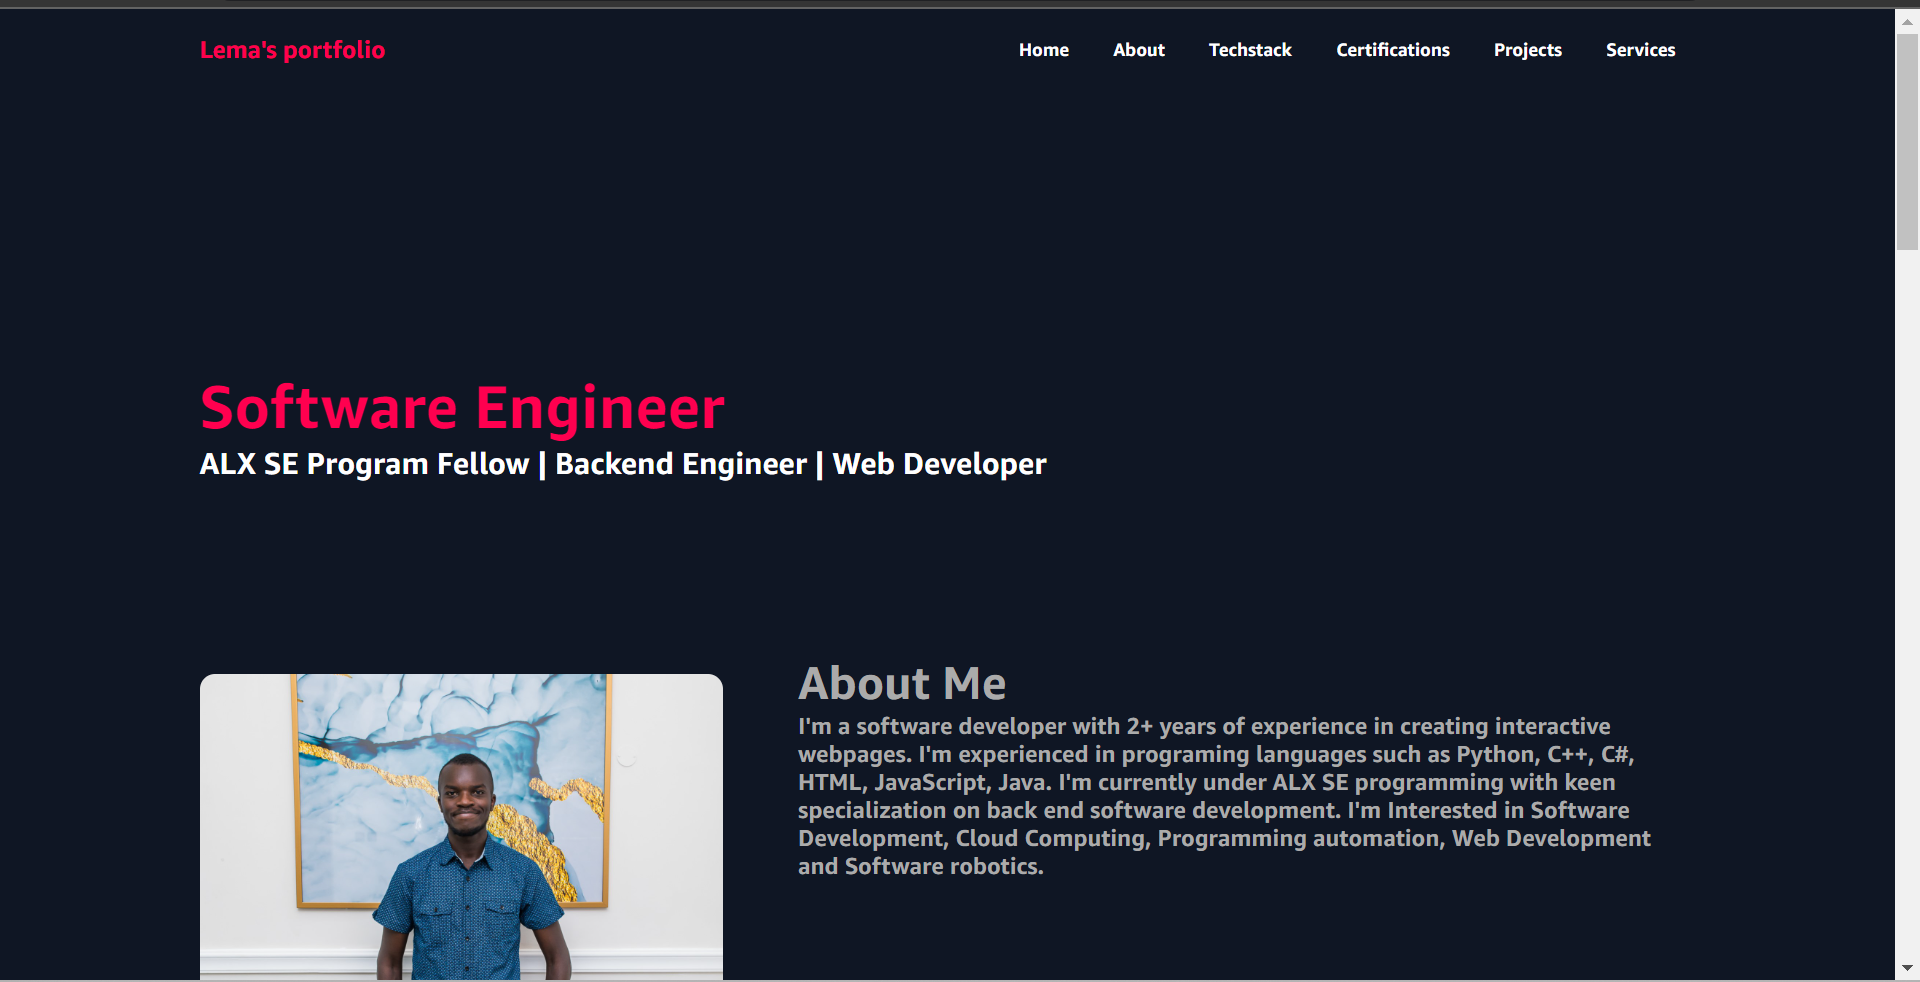 Lema's portfolio
Home About Techstack Certifications Projects Services
Software Engineer
ALX SE Program Fellow | Backend Engineer | Web Developer
About Me
I'm a software developer with 2+ years of experience in creating interactive
webpages. I'm experienced in programing languages such as Python, C++, C#,
HTML, JavaScript, Java. I'm currently under ALX SE programming with keen
specialization on back end software development. I'm Interested in Software
Development, Cloud Computing, Programming automation, Web Development
and Software robotics.